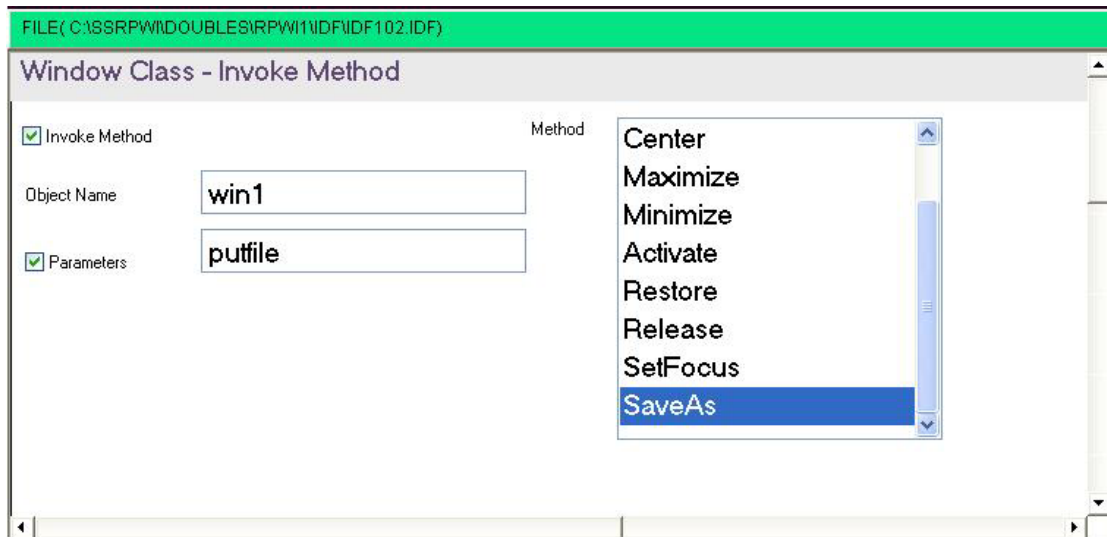 FILE( C:\SSRPWI\DOUBLES\RPWI1\IDF\IDF102.IDF)
Window Class - Invoke Method
Invoke Method
Object Name
win1
Parameters
putfile
Method
Center
Maximize
Minimize
Activate
Restore
Release
SetFocus
SaveAs